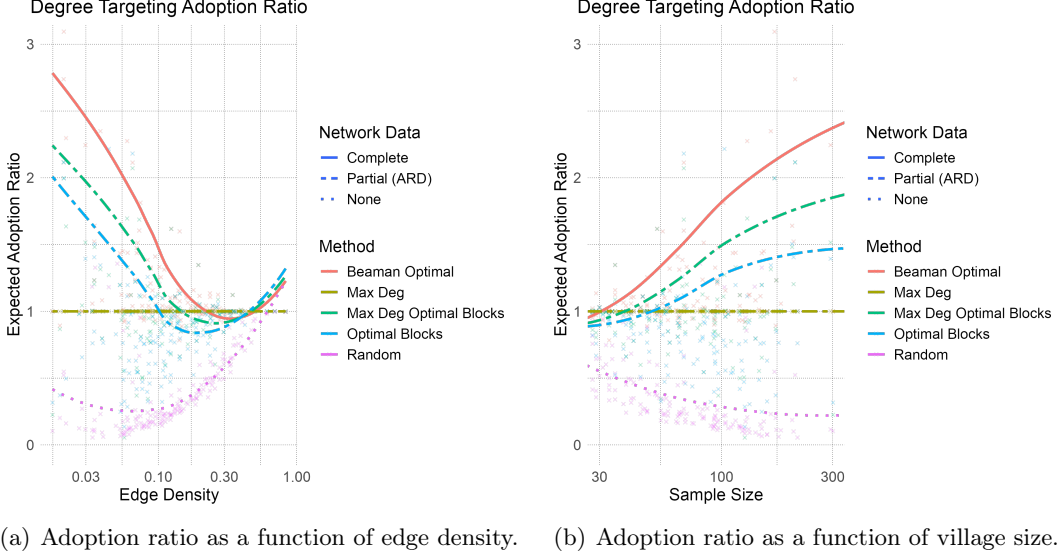 Degree Targeting Adoption Ratio
3
2
1
0
Expected Adoption Ratio
0.03 0.10 0.30 1.00
Edge Density
Network Data
Complete
Partial (ARD)
None
Method
Beaman Optimal
Max Deg
Max Deg Optimal Blocks
Optimal Blocks
Random
(a) Adoption ratio as a function of edge density.
Degree Targeting Adoption Ratio
3
2
1
0
Expected Adoption Ratio
30 100 300
Sample Size
Network Data
Complete
Partial (ARD)
None
Method
Beaman Optimal
Max Deg
Max Deg Optimal Blocks
Optimal Blocks
Random
(b) Adoption ratio as a function of village size.